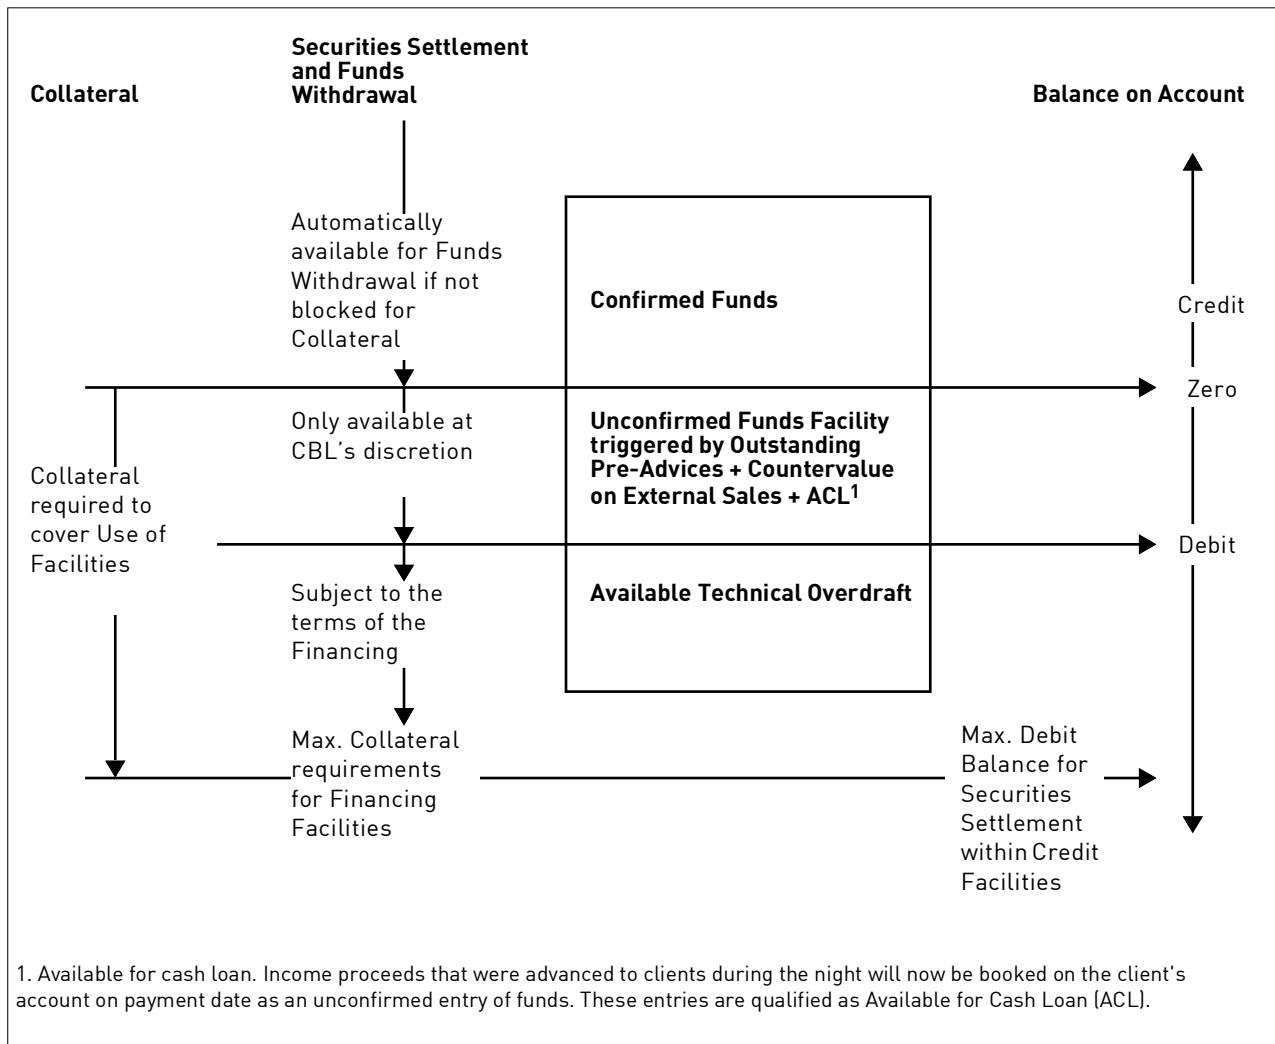 Securities Settlement
and Funds
Withdrawal
Collateral
Balance on Account
Automatically
available for Funds
Withdrawal if not
blocked for
Collateral
Confirmed Funds
Credit
Zero
Only available at
CBL's discretion
Unconfirmed Funds Facility
triggered by Outstanding
Pre-Advices + Countervalue
on External Sales + ACL1
Collateral
required to
cover Use of
Facilities
Debit
Subject to the
terms of the
Financing
Available Technical Overdraft
Max. Collateral
requirements
for Financing
Facilities
Max. Debit
Balance for
Securities
Settlement
within Credit
Facilities
1. Available for cash loan. Income proceeds that were advanced to clients during the night will now be booked on the client's
account on payment date as an unconfirmed entry of funds. These entries are qualified as Available for Cash Loan (ACL).